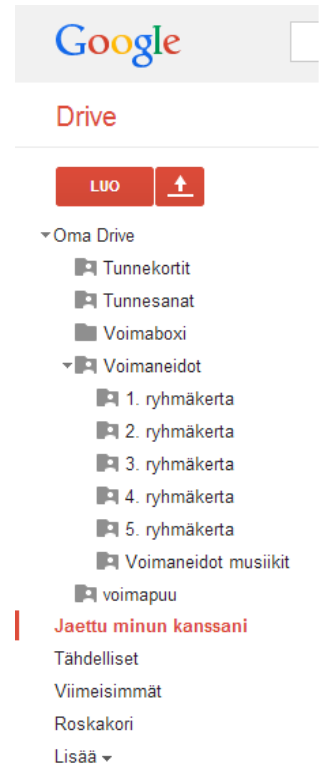 Google
Drive
LUO
Oma Drive
Tunnekortit
Tunnesanat
Voimaboxi
Voimaneidot
1. ryhmäkerta
2. ryhmäkerta
3. ryhmäkerta
4. ryhmäkerta
5. ryhmäkerta
Voimaneidot musiikit
voimapuu
Jaettu minun kanssani
Tähdelliset
Viimeisimmät
Roskakori
Lisää